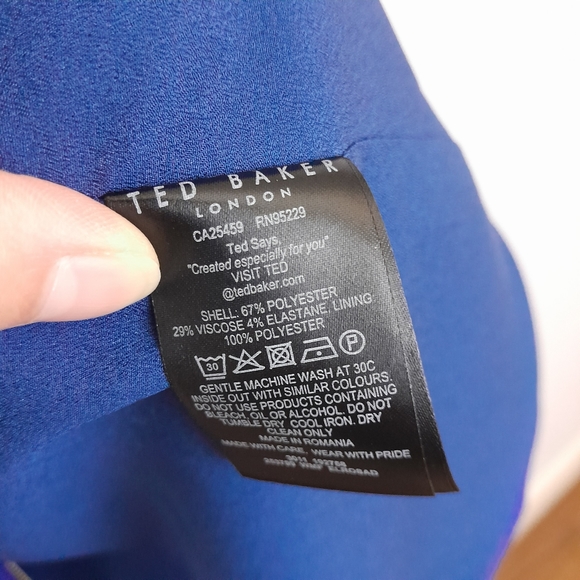 TED BAKER
LONDON
CA25459 RN95229
Ted Says,
"Created especially for you"
VISIT TED
@tedbaker.com
SHELL: 67% POLYESTER
29% VISCOSE 4% ELASTANE, LINING:
100% POLYESTER
30 P
GENTLE MACHINE WASH AT 30C
INSIDE OUT WITH SIMILAR COLOURS.
DO NOT USE PRODUCTS CONTAINING
BLEACH, OIL OR ALCOHOL. DO NOT
TUMBLE DRY. COOL IRON. DRY
CLEAN ONLY
MADE IN ROMANIA
MADE WITH CARE. WEAR WITH PRIDE